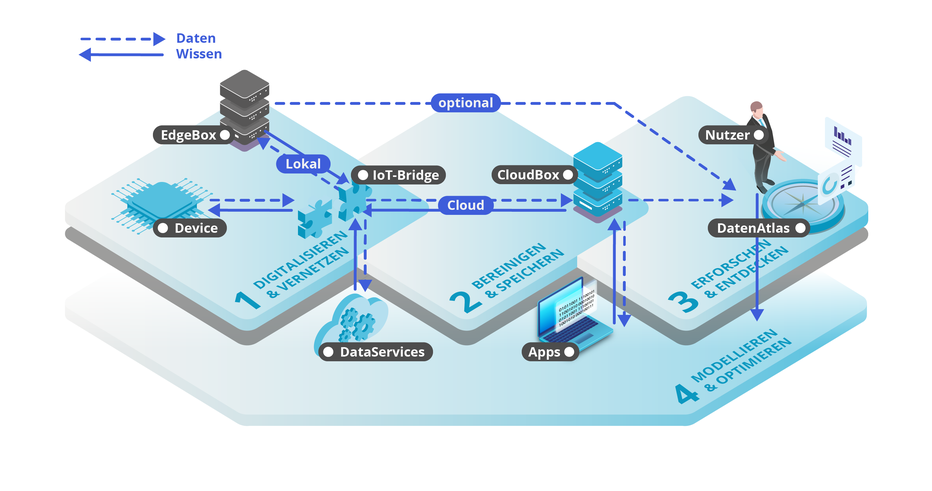 Daten
Wissen
optional
EdgeBox
Nutzer
Lokal
IoT-Bridge
CloudBox
Cloud
Device
DatenAtlas
1 DIGITALISIEREN
& VERNETZEN
2 BEREINIGEN
& SPEICHERN
3 ERFORSCHEN
& ENTDECKEN
DataServices
Apps
4 MODELLIEREN
& OPTIMIEREN